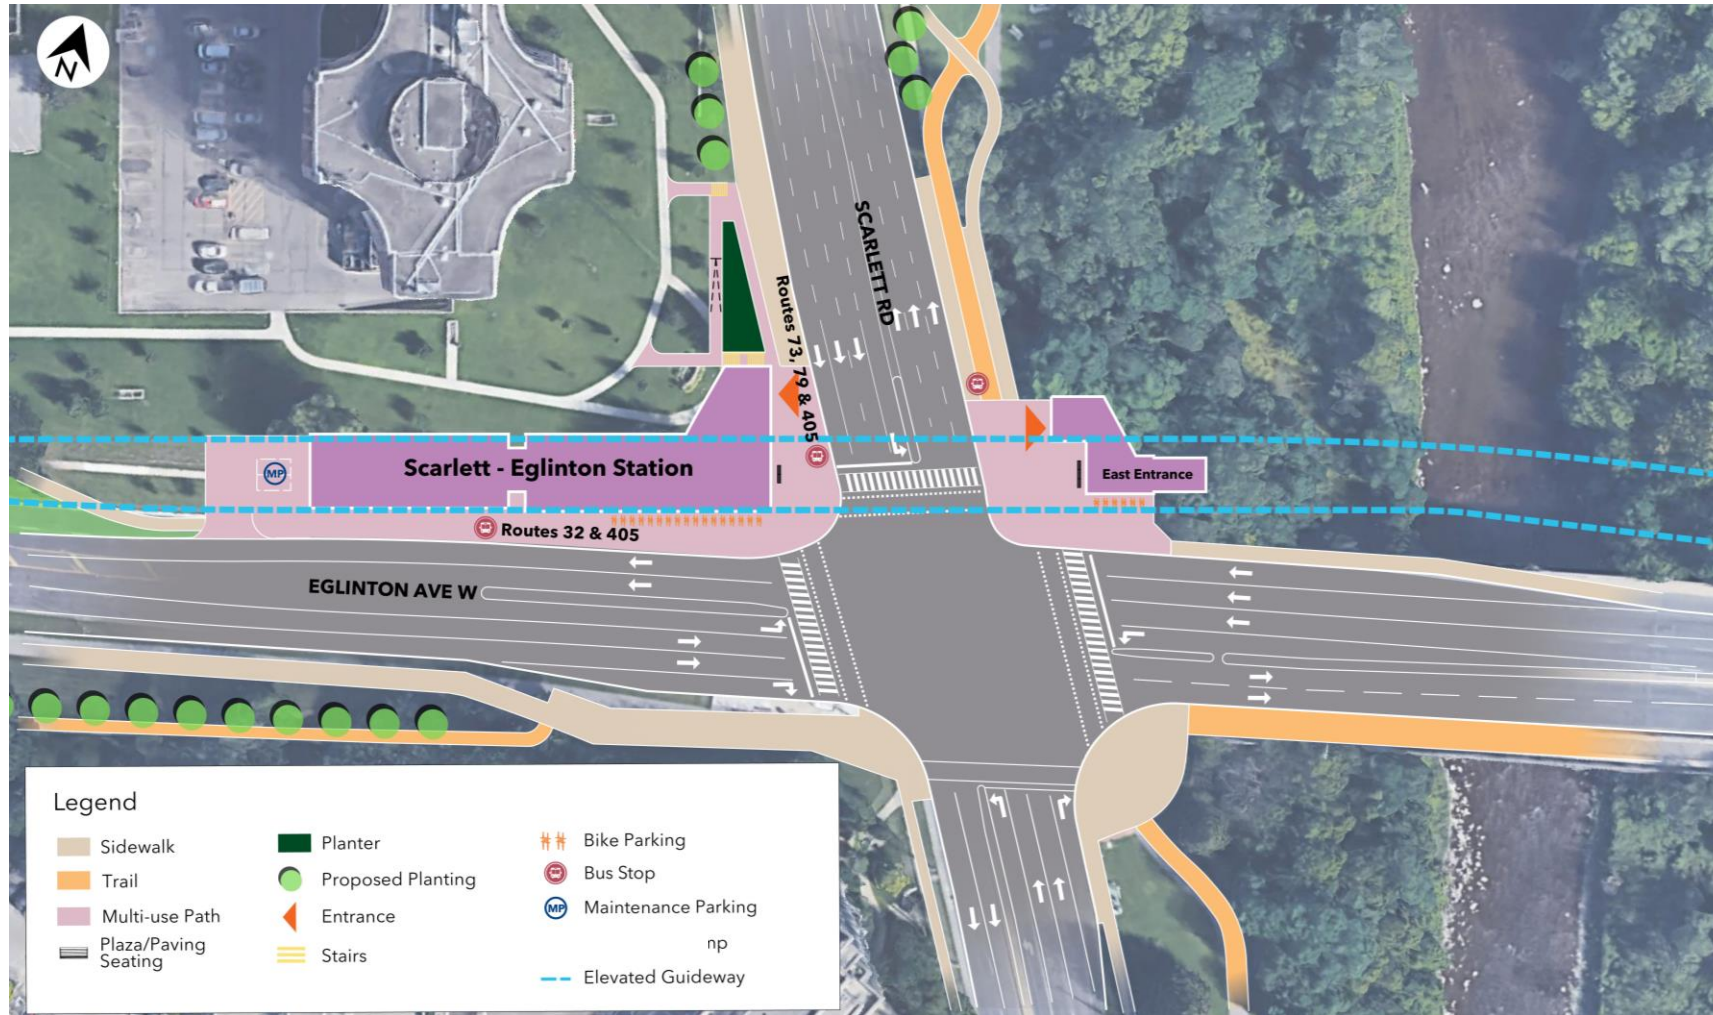 N
SCARLETT RD
Routes 73, 79 & 405
Scarlett - Eglinton Station
MP
East Entrance
Routes 32 & 405
EGLINTON AVE W
Legend
Sidewalk
Trail
Multi-use Path
Plaza/Paving
Seating
Planter
Proposed Planting
Entrance
Stairs
Bike Parking
Bus Stop
MP Maintenance Parking
np
Elevated Guideway